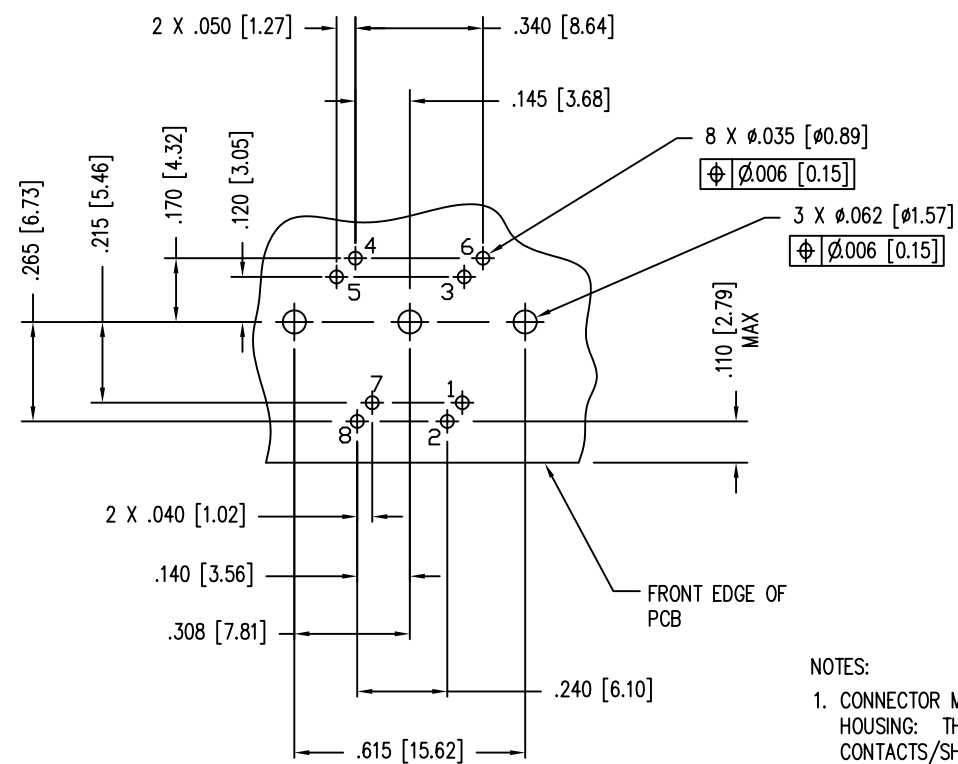 2 X .050 [1.27]
.340 [8.64]
.145 [3.68]
8 X ø.035 [ø0.89]
⌖ Ø.006 [0.15]
3 X ø.062 [ø1.57]
⌖ Ø.006 [0.15]
.265 [6.73]
.215 [5.46]
.170 [4.32]
.120 [3.05]
4
6
5
3
.110 [2.79]
MAX
7
1
8
2
2 X .040 [1.02]
.140 [3.56]
.308 [7.81]
.240 [6.10]
.615 [15.62]
FRONT EDGE OF
PCB
NOTES:
1. CONNECTOR M
HOUSING: TH
CONTACTS/SH